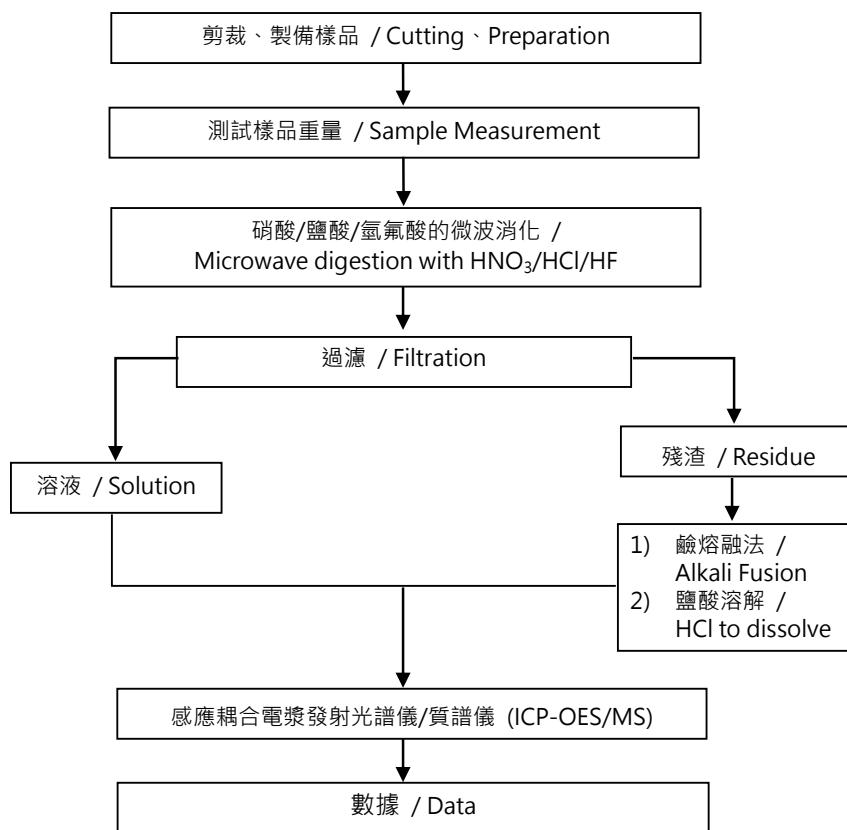 剪裁、製備樣品 / Cutting、Preparation
測試樣品重量 / Sample Measurement
硝酸/鹽酸/氫氟酸的微波消化 /
Microwave digestion with HNO₃/HCl/HF
過濾 / Filtration
溶液 / Solution
殘渣 / Residue
1) 鹼熔融法 /
Alkali Fusion
2) 鹽酸溶解 /
HCl to dissolve
感應耦合電漿發射光譜儀/質譜儀 (ICP-OES/MS)
數據 / Data